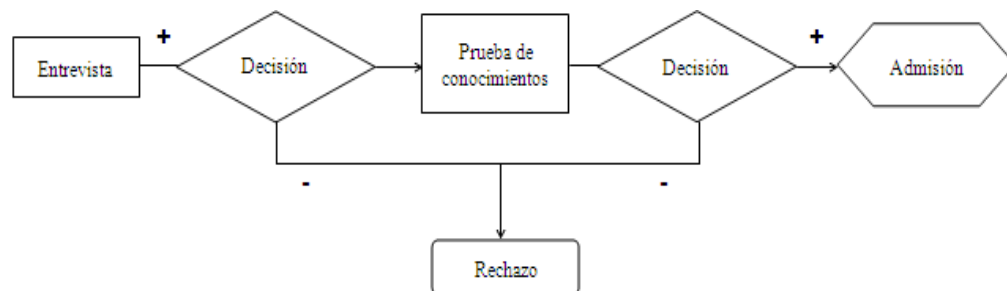 +
+
Entrevista
Decisión
Prueba de
conocimientos
Decisión
Admisión
-
-
Rechazo